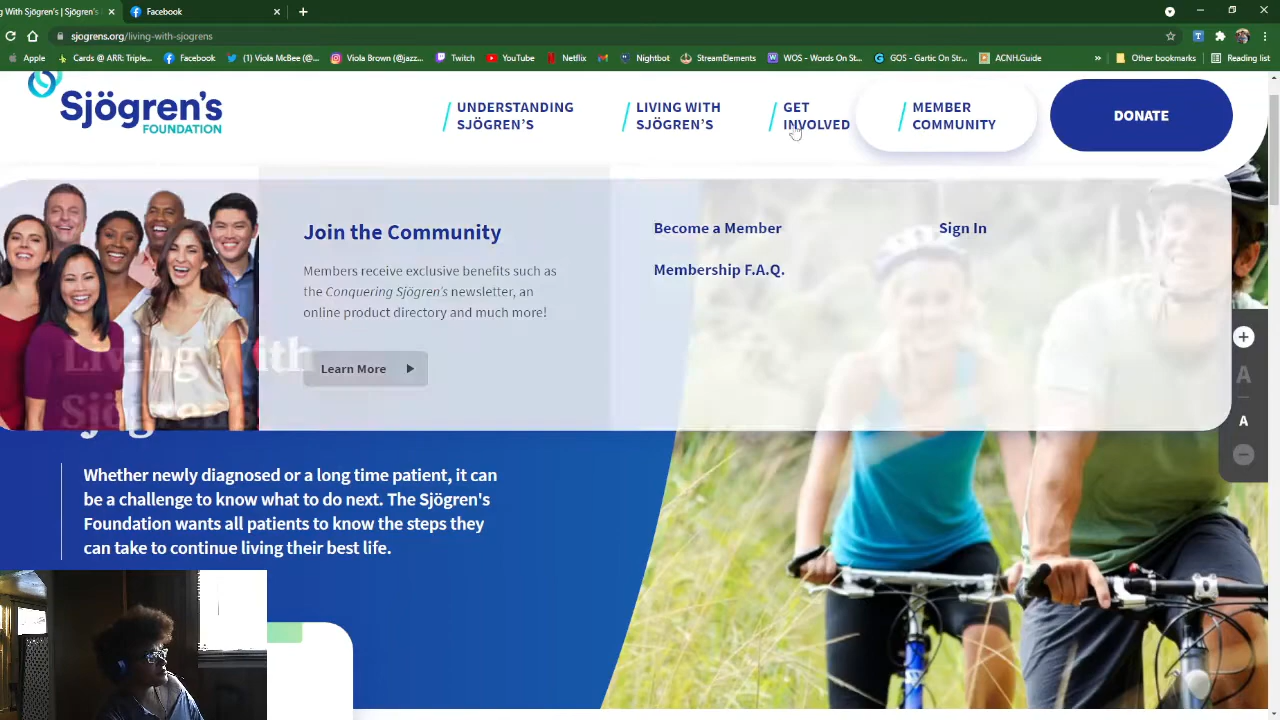 g With Sjögren's | Sjögren's
Facebook
sjogrens.org/living-with-sjogrens
Apple
Cards @ ARR: Triple...
Facebook
(1) Viola McBee (@...
Viola Brown (@jazz...
Twitch
YouTube
Netflix
Nightbot
StreamElements
WOS - Words On St...
GOS - Gartic On Str...
ACNH.Guide
Other bookmarks
Reading list
Sjögren's
FOUNDATION
UNDERSTANDING
SJÖGREN'S
LIVING WITH
SJÖGREN'S
GET
INVOLVED
MEMBER
COMMUNITY
DONATE
Join the Community
Members receive exclusive benefits such as
the Conquering Sjögren's newsletter, an
online product directory and much more!
Learn More
Become a Member
Membership F.A.Q.
Sign In
Living With
Sjögren's
Whether newly diagnosed or a long time patient, it can
be a challenge to know what to do next. The Sjögren's
Foundation wants all patients to know the steps they
can take to continue living their best life.
A
A